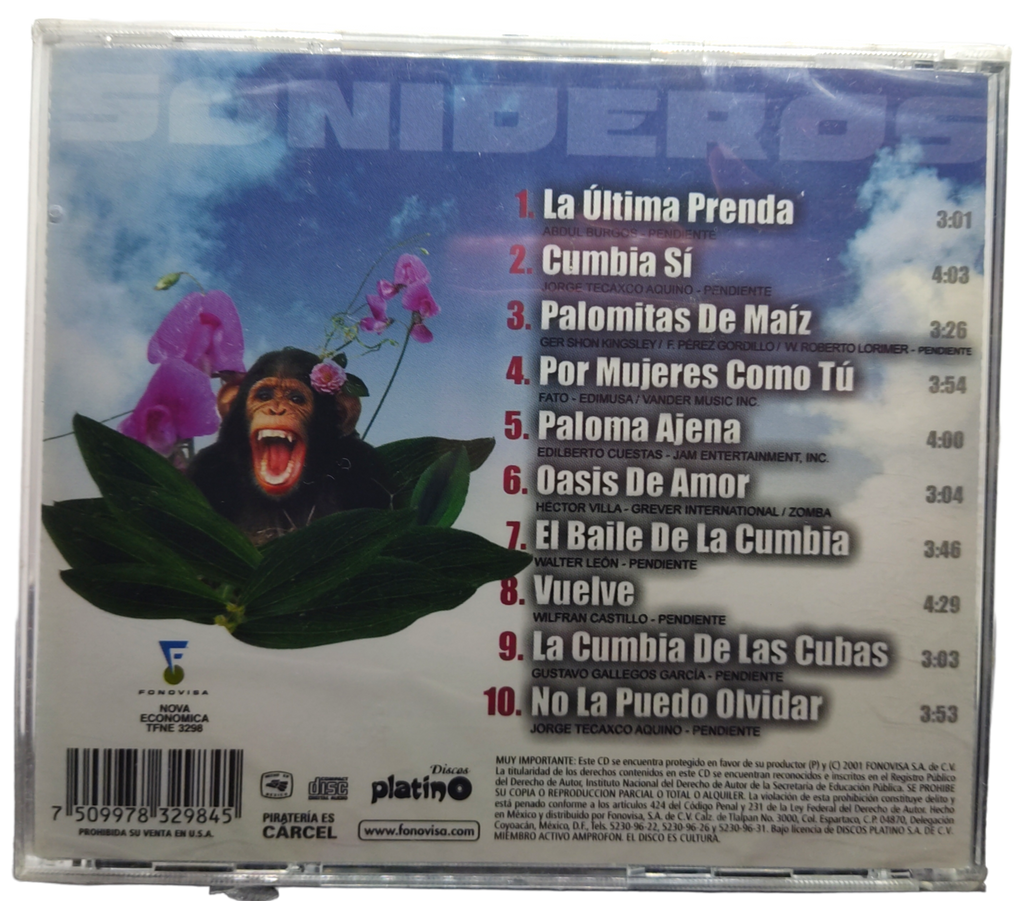 SONIDEROS
1. La Última Prenda 3:01
ABDUL BURGOS - PENDIENTE
2. Cumbia Sí 4:03
JORGE TECAXCO AQUINO - PENDIENTE
3. Palomitas De Maíz 3:26
GER SHON KINGSLEY / F. PÉREZ GORDILLO / W. ROBERTO LORIMER - PENDIENTE
4. Por Mujeres Como Tú 3:54
FATO - EDIMUSA / VANDER MUSIC INC.
5. Paloma Ajena 4:00
EDILBERTO CUESTAS - JAM ENTERTAINMENT, INC.
6. Oasis De Amor 3:04
HÉCTOR VILLA - GREVER INTERNATIONAL / ZOMBA
7. El Baile De La Cumbia 3:46
WALTER LEÓN - PENDIENTE
8. Vuelve 4:29
WILFRAN CASTILLO - PENDIENTE
9. La Cumbia De Las Cubas 3:03
GUSTAVO GALLEGOS GARCÍA - PENDIENTE
10. No La Puedo Olvidar 3:53
JORGE TECAXCO AQUINO - PENDIENTE
FONOVISA
NOVA
ECONOMICA
TFNE 3298
7 509978 329845
PROHIBIDA SU VENTA EN U.S.A.
COMPACT
disc
DIGITAL AUDIO
PIRATERÍA ES
CÁRCEL
Discos
platino
www.fonovisa.com
MUY IMPORTANTE: Este CD se encuentra protegido en favor de su productor (P) y (C) 2001 FONOVISA S.A. de C.V.
La titularidad de los derechos contenidos en este CD se encuentran reconocidos e inscritos en el Registro Público
del Derecho de Autor, Instituto Nacional del Derecho de Autor de la Secretaría de Educación Pública. SE PROHIBE
SU COPIA O REPRODUCCION PARCIAL O TOTAL O ALQUILER. La violación de esta prohibición constituye delito y
está penado conforme a los artículos 424 del Código Penal y 231 de la Ley Federal del Derecho de Autor. Hecho
en México y distribuido por Fonovisa, S.A. de C.V. Calz. de Tlalpan No. 3000, Col. Espartaco, C.P. 04870, Delegación
Coyoacán, México, D.F., Tels. 5230-96-22, 5230-96-26 y 5230-96-31. Bajo licencia de DISCOS PLATINO S.A. DE C.V.
MIEMBRO ACTIVO AMPROFON. EL DISCO ES CULTURA.